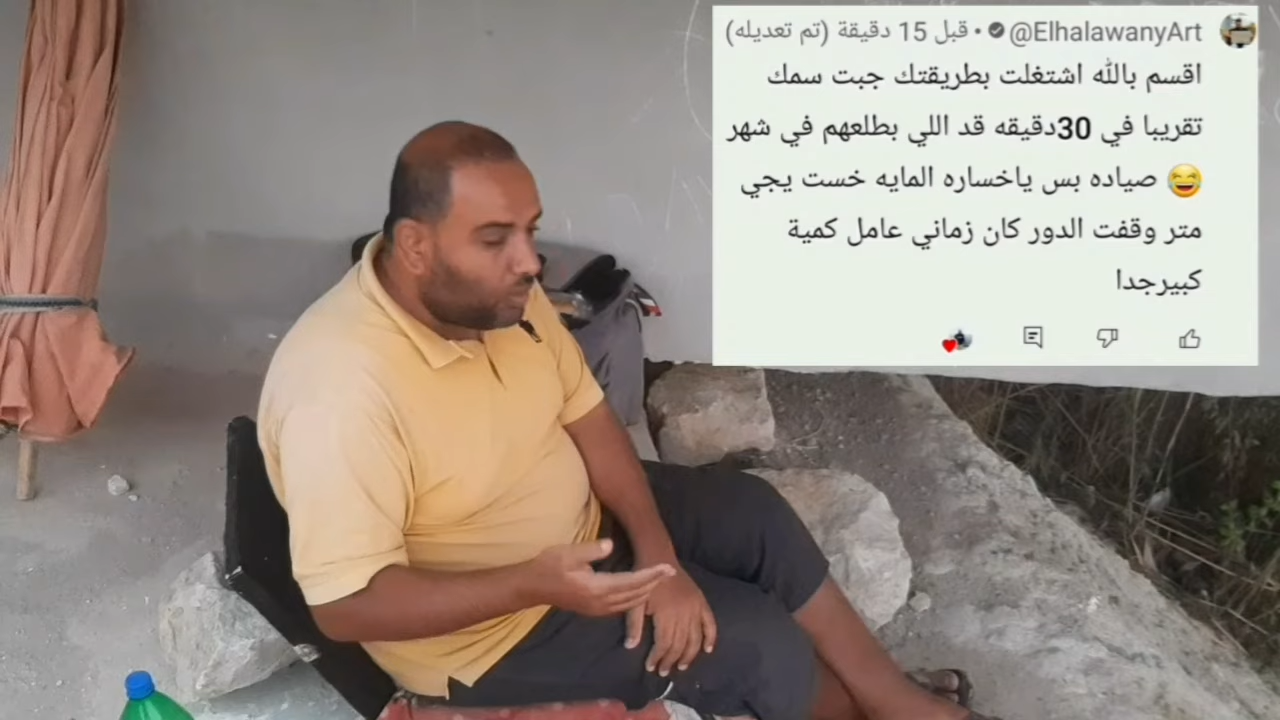 @ElhalawanyArt • قبل 15 دقيقة (تم تعديله)
اقسم بالله اشتغلت بطريقتك جبت سمك
تقريبا في 30دقيقه قد اللي بطلعهم في شهر
😂 صياده بس ياخساره المايه خست يجي
متر وقفت الدور كان زماني عامل كمية
كبيرجدا